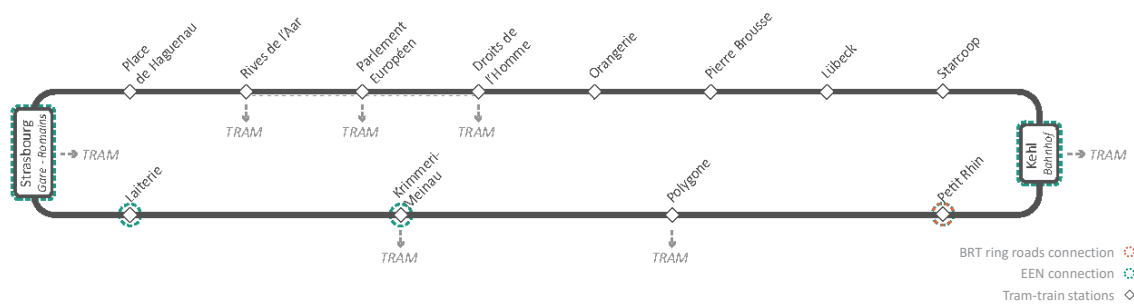 Place
de Haguenau
Rives de l'Aar
Parlement
Européen
Droits de
l'Homme
Orangerie
Pierre Brousse
Lübeck
Starcoop
TRAM
TRAM
TRAM
Strasbourg
Gare - Romains
TRAM
Kehl
Bahnhof
TRAM
Laiterie
Krimmeri-
Meinau
Polygone
Petit Rhin
TRAM
TRAM
BRT ring roads connection
EEN connection
Tram-train stations